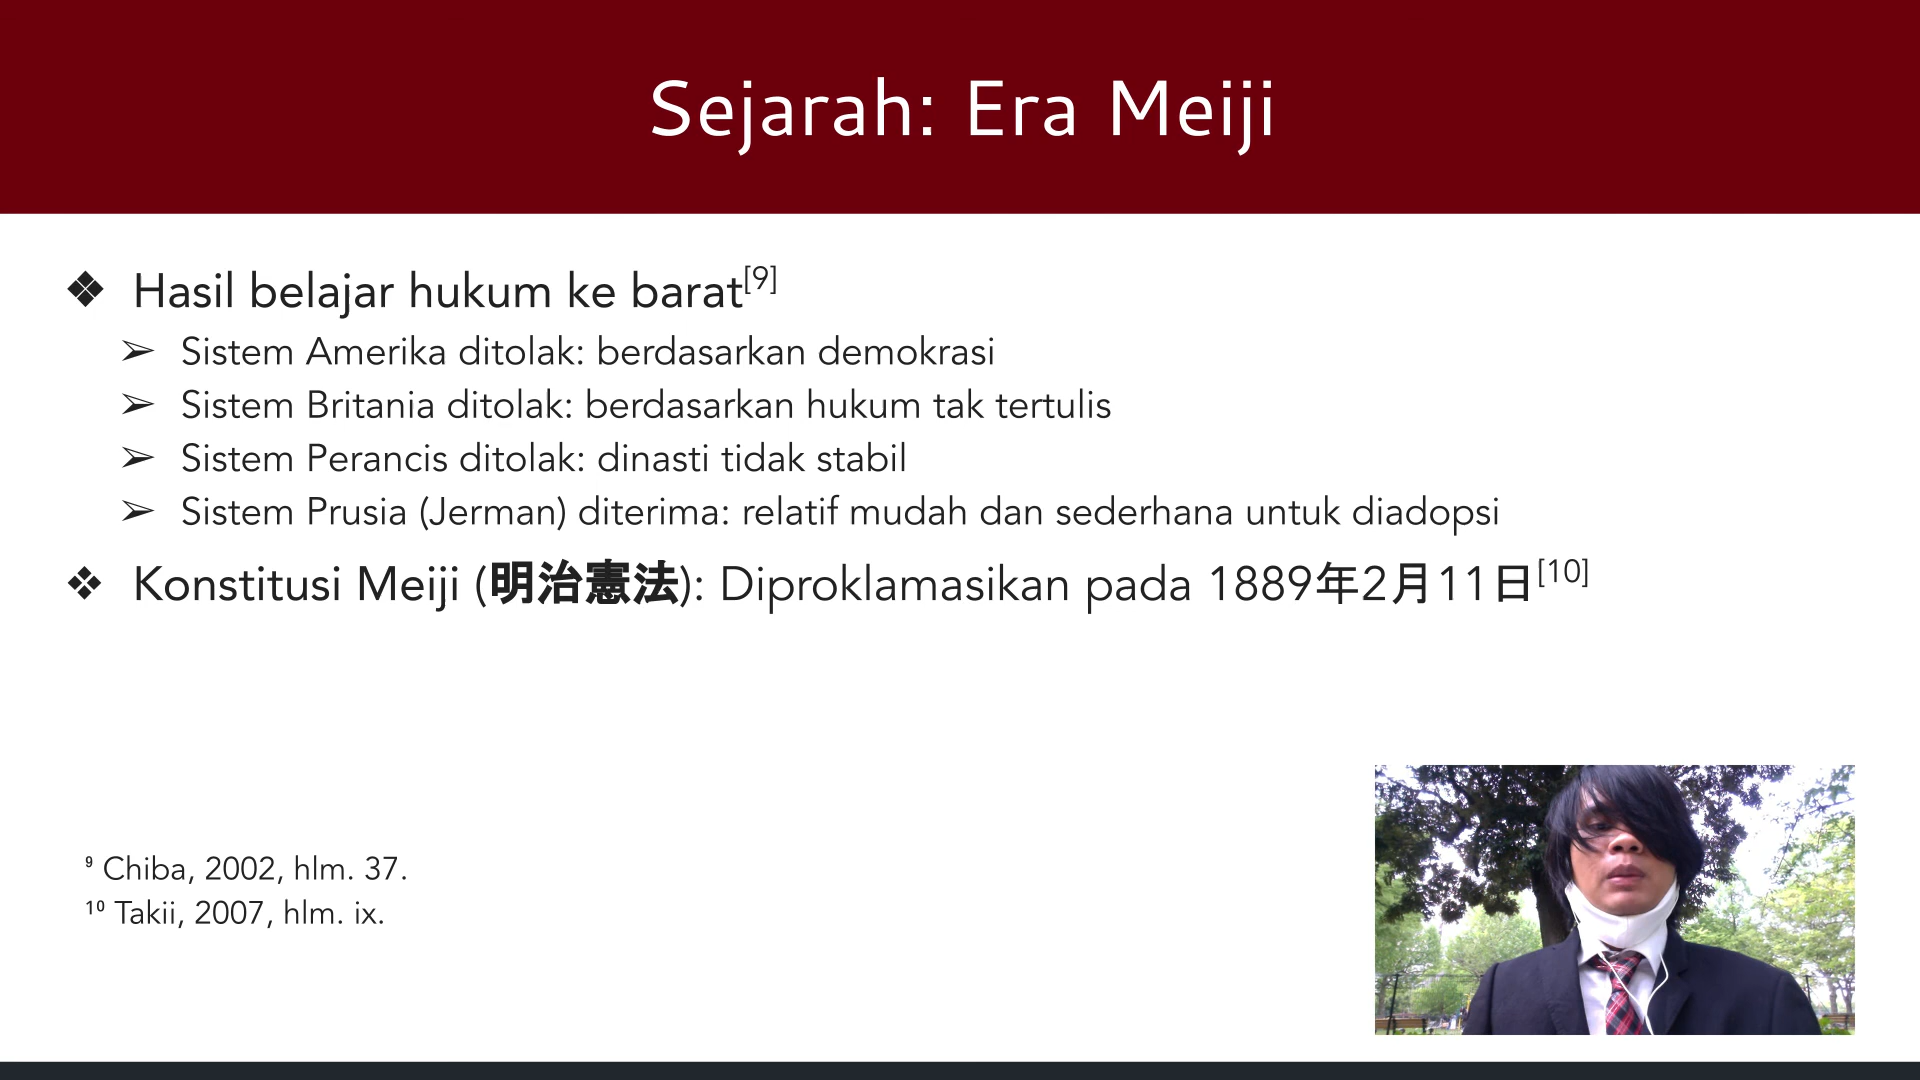 Sejarah: Era Meiji
❖ Hasil belajar hukum ke barat[9]
➢ Sistem Amerika ditolak: berdasarkan demokrasi
➢ Sistem Britania ditolak: berdasarkan hukum tak tertulis
➢ Sistem Perancis ditolak: dinasti tidak stabil
➢ Sistem Prusia (Jerman) diterima: relatif mudah dan sederhana untuk diadopsi
❖ Konstitusi Meiji (明治憲法): Diproklamasikan pada 1889年2月11日[10]
⁹ Chiba, 2002, hlm. 37.
¹⁰ Takii, 2007, hlm. ix.